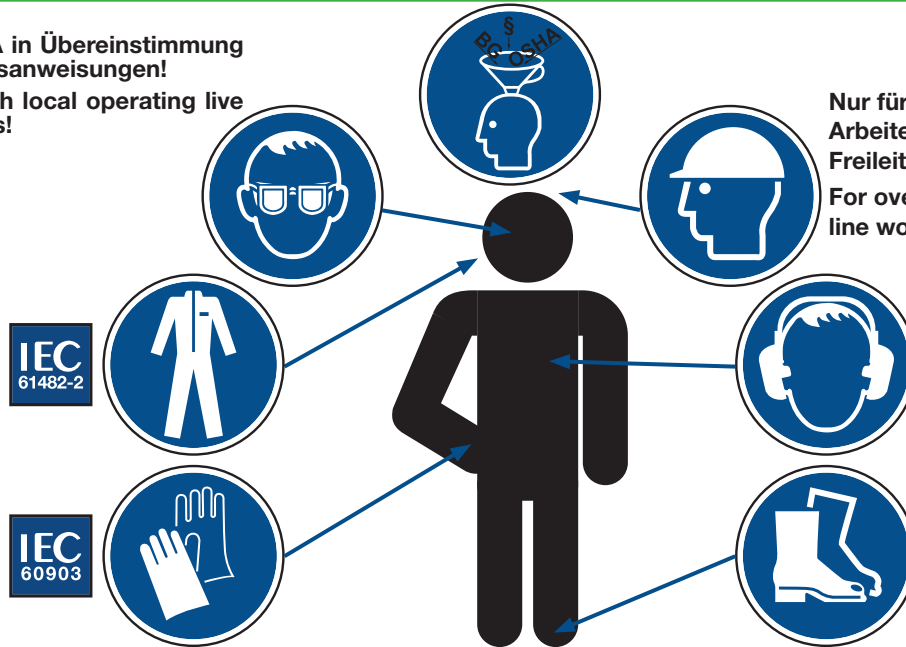 A in Übereinstimmung
sanweisungen!
h local operating live
s!
§
BG OSHA
Nur für
Arbeite
Freileit
For ove
line wo
IEC
61482-2
IEC
60903